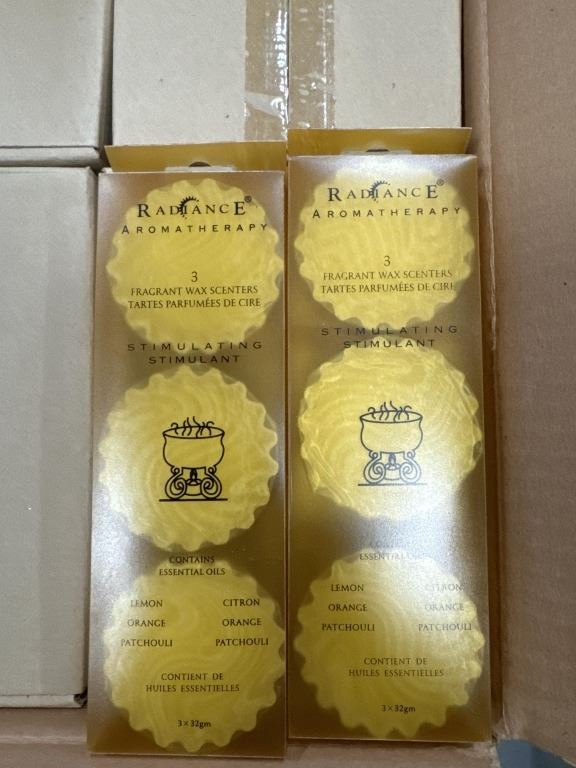 RADIANCE®
AROMATHERAPY
3
FRAGRANT WAX SCENTERS
TARTES PARFUMÉES DE CIRE
STIMULATING
STIMULANT
CONTAINS
ESSENTIAL OILS
LEMON CITRON
ORANGE ORANGE
PATCHOULI PATCHOULI
CONTIENT DE
HUILES ESSENTIELLES
3×32gm
RADIANCE®
AROMATHERAPY
3
FRAGRANT WAX SCENTERS
TARTES PARFUMÉES DE CIRE
STIMULATING
STIMULANT
LEMON CITRON
ORANGE ORANGE
PATCHOULI PATCHOULI
CONTIENT DE
HUILES ESSENTIELLES
3×32gm